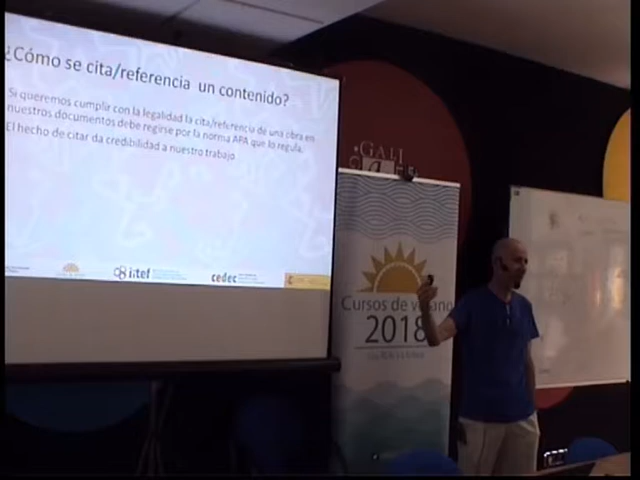 ¿Cómo se cita/referencia un contenido?
Si queremos cumplir con la legalidad la cita/referencia de una obra en
nuestros documentos debe regirse por la norma APA que lo regula.
El hecho de citar da credibilidad a nuestro trabajo
intef
cedec
GALI
Cursos de verano
2018